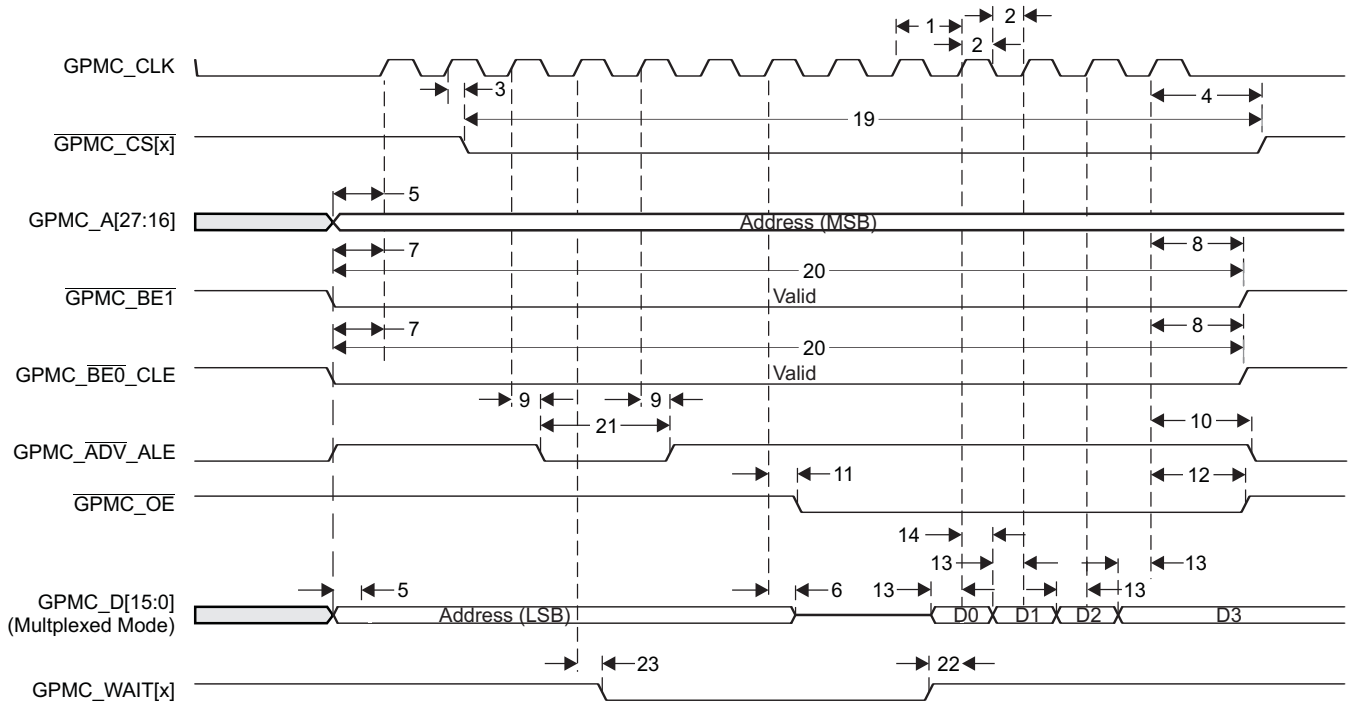 1
2
2
GPMC_CLK
3
4
19
GPMC_CS[x]
5
GPMC_A[27:16]
Address (MSB)
7
8
20
GPMC_BE1
Valid
7
8
20
GPMC_BE0_CLE
Valid
9
9
21
10
GPMC_ADV_ALE
11
12
GPMC_OE
14
13
13
5
6
13
13
GPMC_D[15:0]
(Multplexed Mode)
Address (LSB)
D0
D1
D2
D3
23
22
GPMC_WAIT[x]